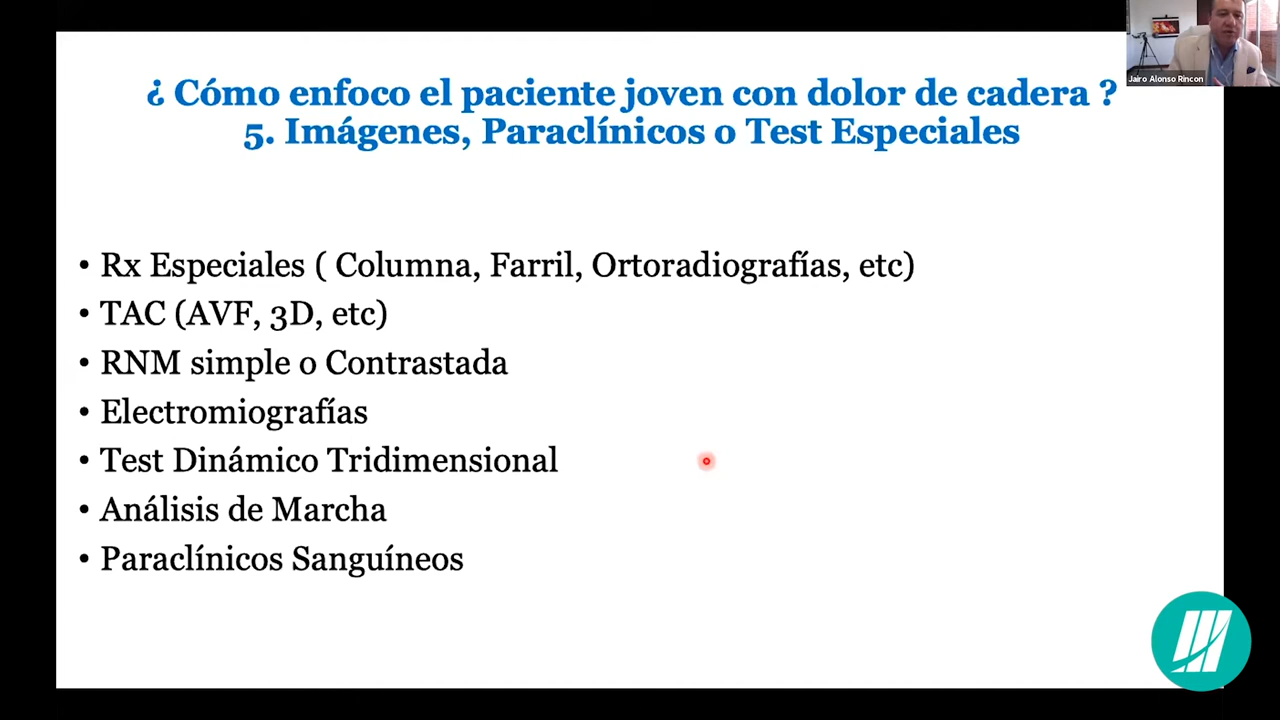 Jairo Alonso Rincon
¿ Cómo enfoco el paciente joven con dolor de cadera ?
5. Imágenes, Paraclínicos o Test Especiales
• Rx Especiales ( Columna, Farril, Ortoradiografías, etc)
• TAC (AVF, 3D, etc)
• RNM simple o Contrastada
• Electromiografías
• Test Dinámico Tridimensional
• Análisis de Marcha
• Paraclínicos Sanguíneos